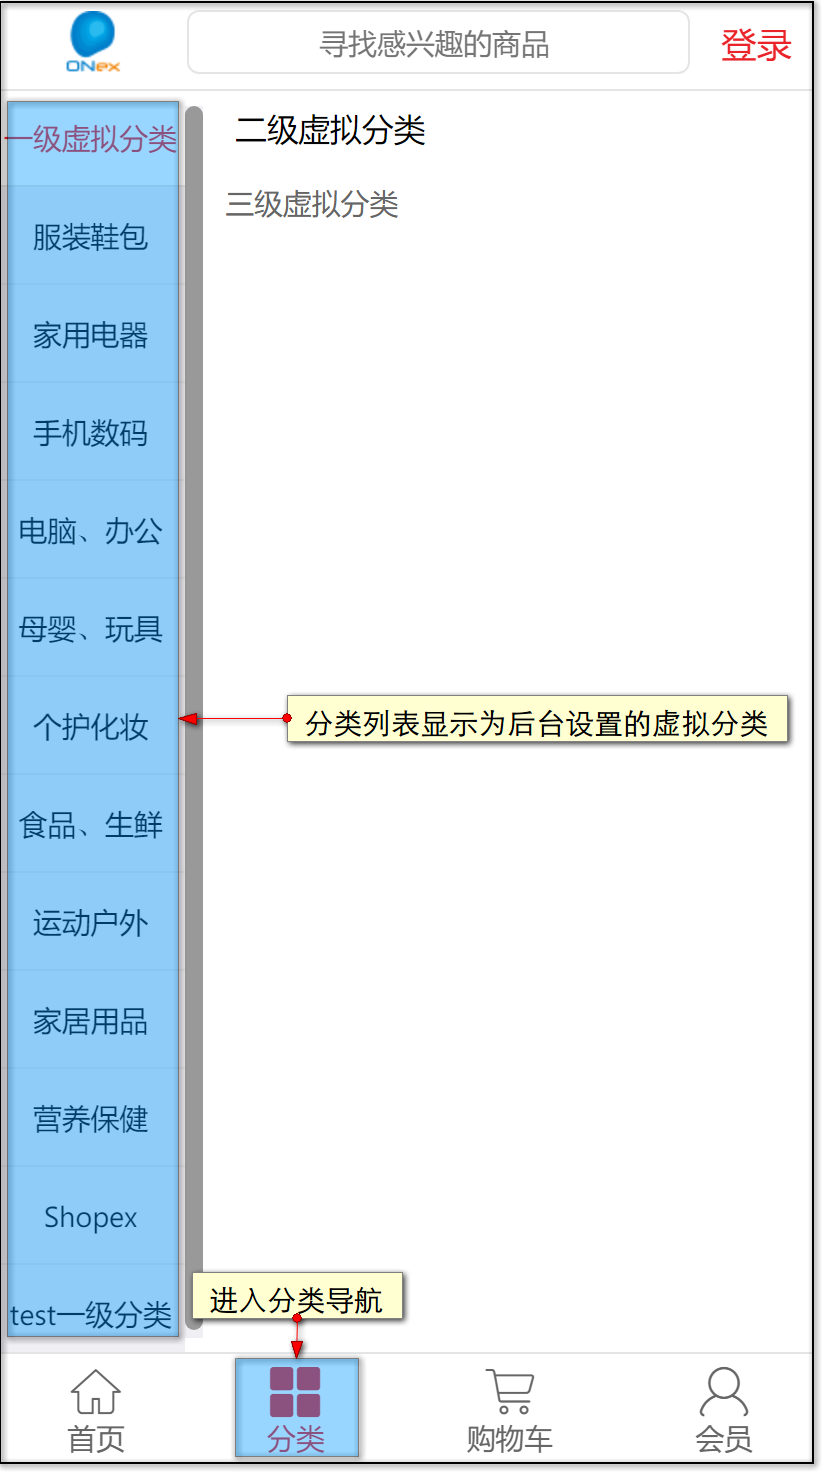 ONex
寻找感兴趣的商品
登录
一级虚拟分类
二级虚拟分类
三级虚拟分类
服装鞋包
家用电器
手机数码
电脑、办公
母婴、玩具
个护化妆
分类列表显示为后台设置的虚拟分类
食品、生鲜
运动户外
家居用品
营养保健
Shopex
test一级分类
进入分类导航
首页
分类
购物车
会员